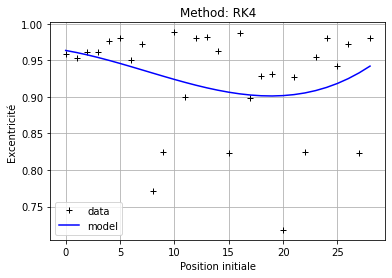 Method: RK4
1.00
0.95
0.90
0.85
0.80
0.75
Excentricité
data
model
0 5 10 15 20 25
Position initiale